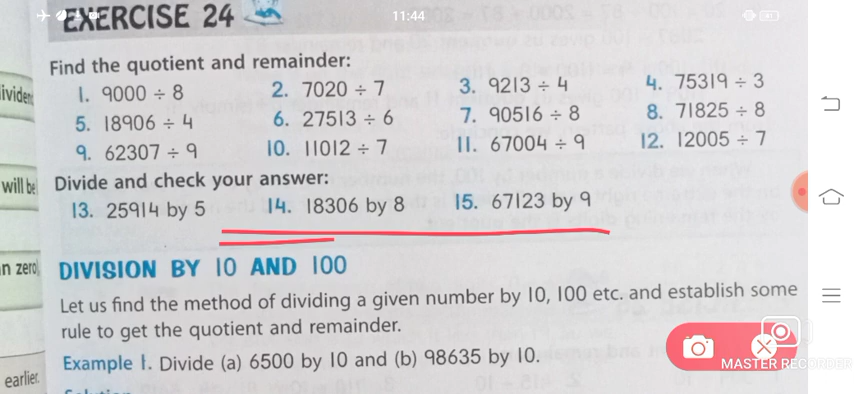 11:44
EXERCISE 24
Find the quotient and remainder:
1. 9000 ÷ 8 2. 7020 ÷ 7 3. 9213 ÷ 4 4. 75319 ÷ 3
5. 18906 ÷ 4 6. 27513 ÷ 6 7. 90516 ÷ 8 8. 71825 ÷ 8
9. 62307 ÷ 9 10. 11012 ÷ 7 11. 67004 ÷ 9 12. 12005 ÷ 7
will be
Divide and check your answer:
13. 25914 by 5 14. 18306 by 8 15. 67123 by 9
n zero
DIVISION BY 10 AND 100
Let us find the method of dividing a given number by 10, 100 etc. and establish some
rule to get the quotient and remainder.
Example 1. Divide (a) 6500 by 10 and (b) 98635 by 10.
earlier.
MASTER RECORDER